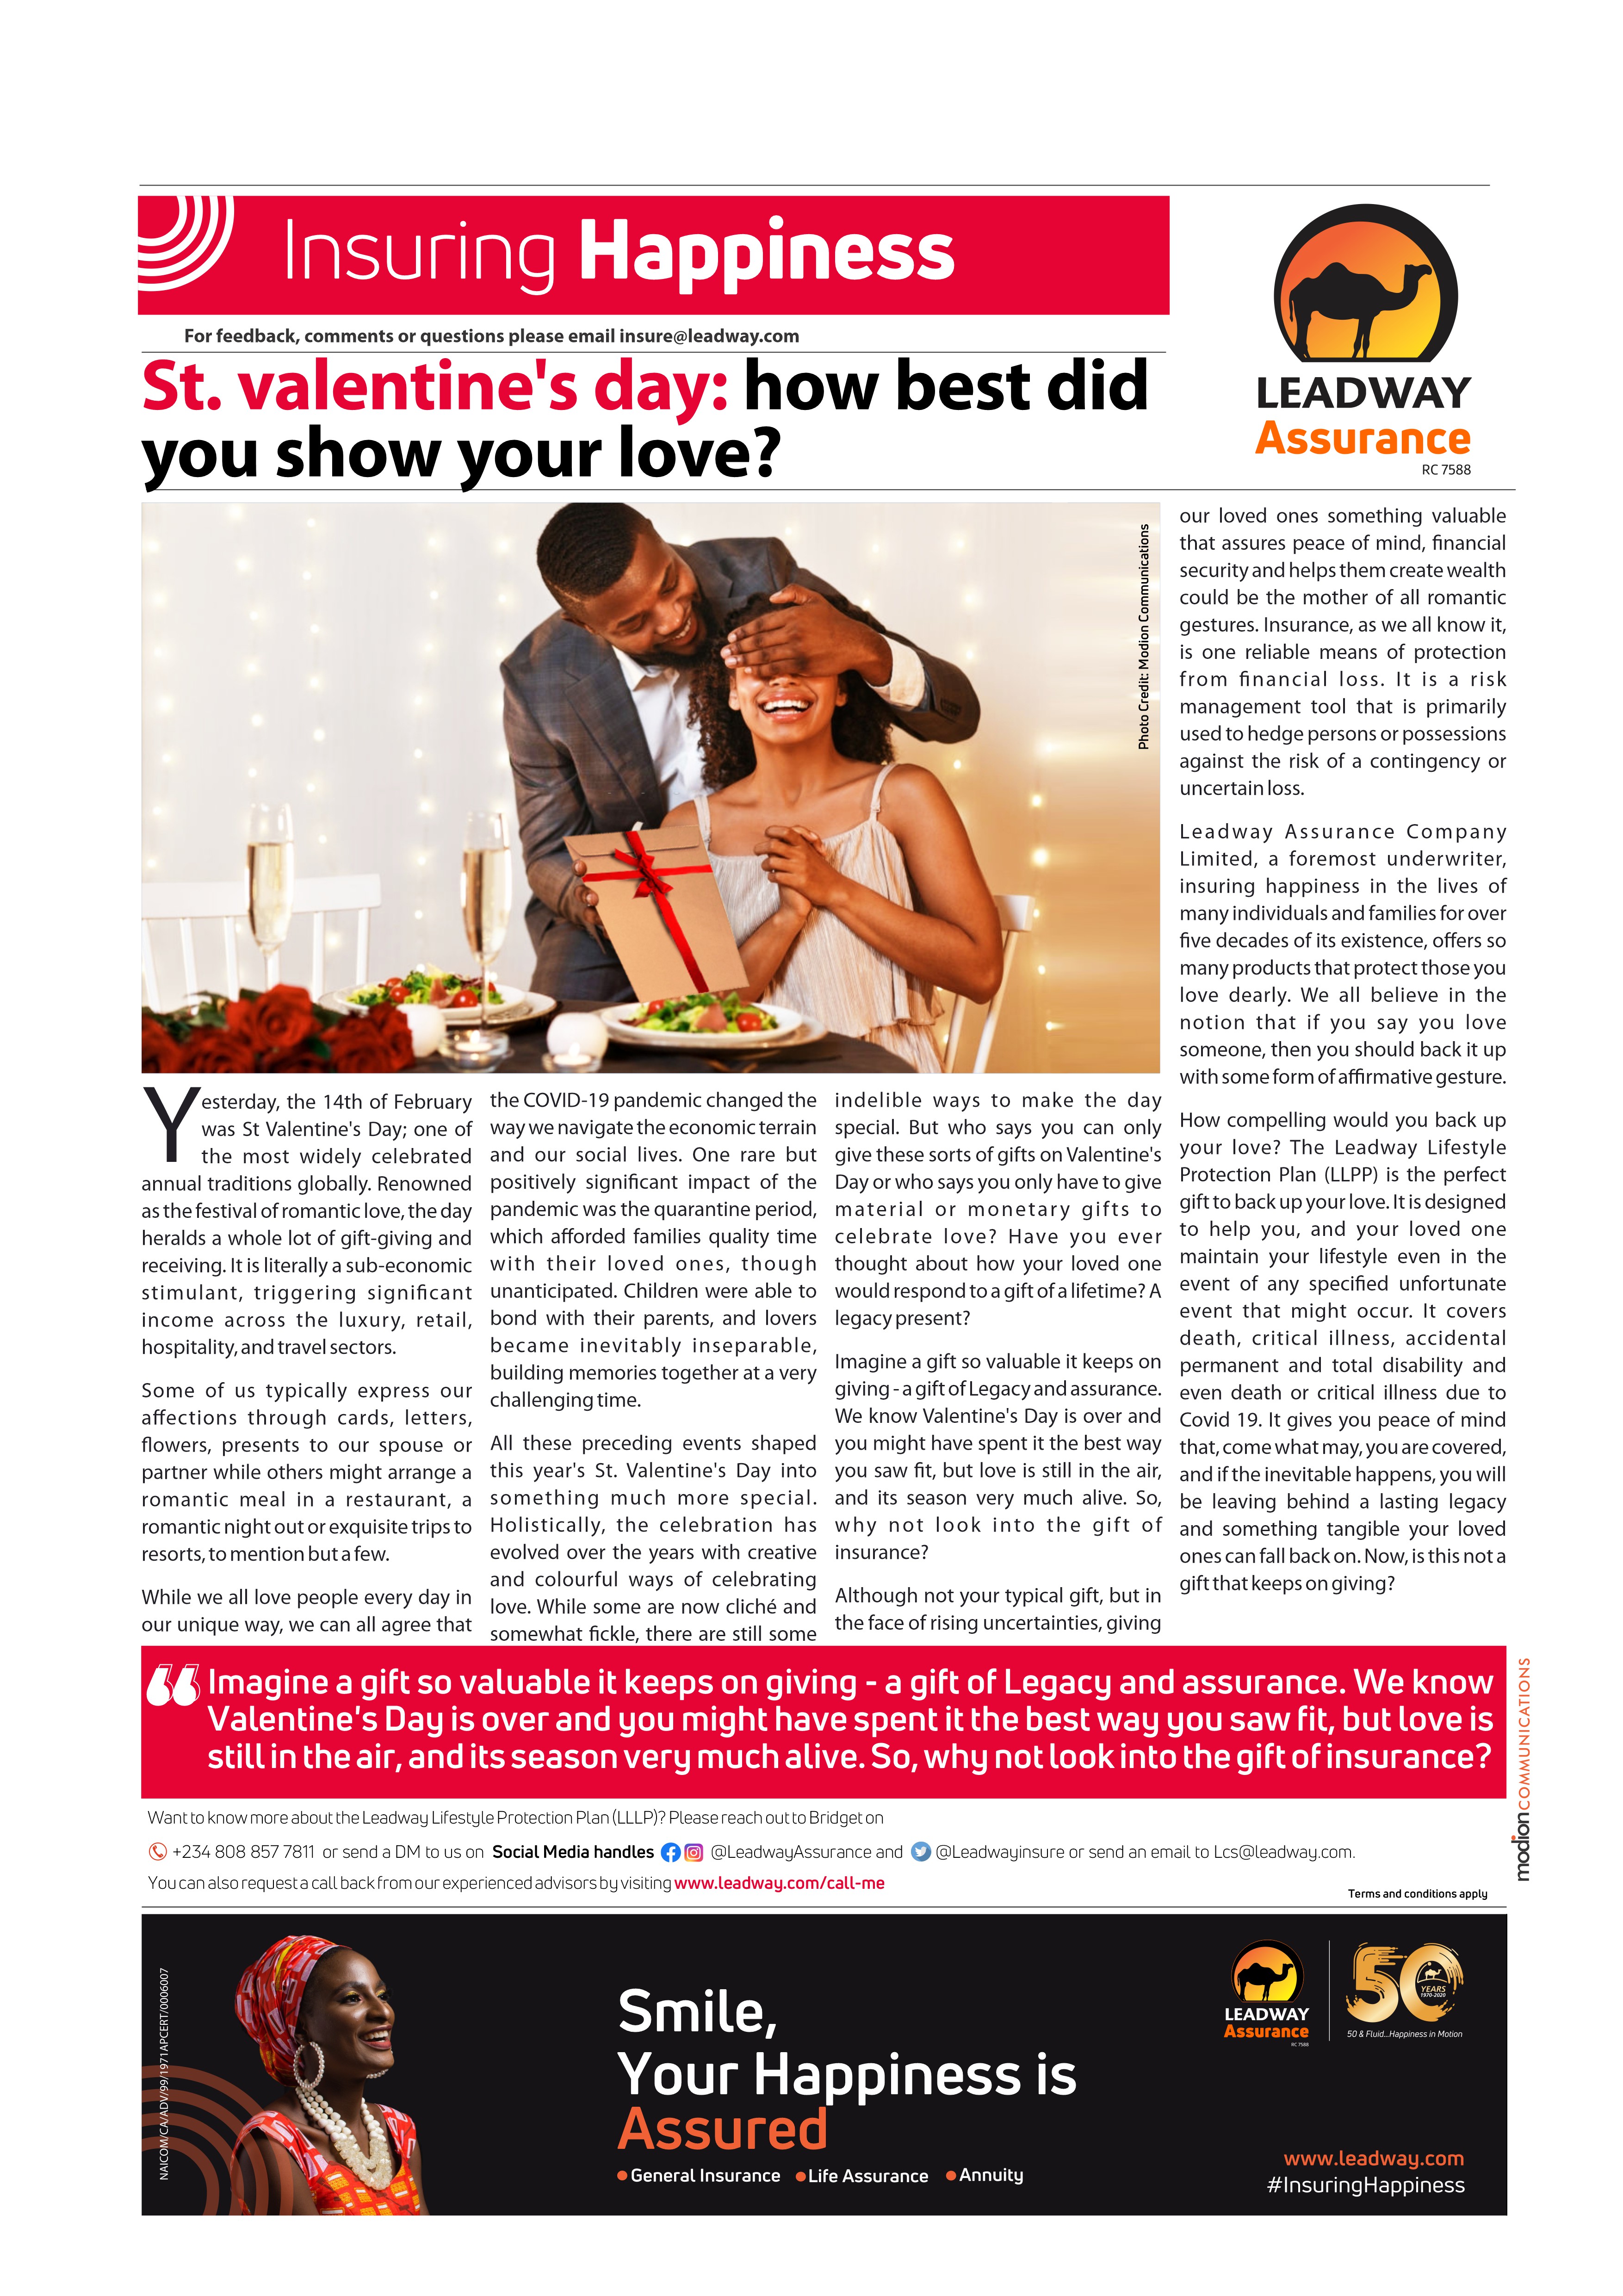 Insuring Happiness
For feedback, comments or questions please email insure@leadway.com
St. valentine's day: how best did
you show your love?
LEADWAY
Assurance
RC 7588
Photo Credit: Modion Communications
Yesterday, the 14th of February
was St Valentine's Day; one of
the most widely celebrated
annual traditions globally. Renowned
as the festival of romantic love, the day
heralds a whole lot of gift-giving and
receiving. It is literally a sub-economic
stimulant, triggering significant
income across the luxury, retail,
hospitality, and travel sectors.
Some of us typically express our
affections through cards, letters,
flowers, presents to our spouse or
partner while others might arrange a
romantic meal in a restaurant, a
romantic night out or exquisite trips to
resorts, to mention but a few.
While we all love people every day in
our unique way, we can all agree that
the COVID-19 pandemic changed the
way we navigate the economic terrain
and our social lives. One rare but
positively significant impact of the
pandemic was the quarantine period,
which afforded families quality time
with their loved ones, though
unanticipated. Children were able to
bond with their parents, and lovers
became inevitably inseparable,
building memories together at a very
challenging time.
All these preceding events shaped
this year's St. Valentine's Day into
something much more special.
Holistically, the celebration has
evolved over the years with creative
and colourful ways of celebrating
love. While some are now cliché and
somewhat fickle, there are still some
indelible ways to make the day
special. But who says you can only
give these sorts of gifts on Valentine's
Day or who says you only have to give
material or monetary gifts to
celebrate love? Have you ever
thought about how your loved one
would respond to a gift of a lifetime? A
legacy present?
Imagine a gift so valuable it keeps on
giving - a gift of Legacy and assurance.
We know Valentine's Day is over and
you might have spent it the best way
you saw fit, but love is still in the air,
and its season very much alive. So,
why not look into the gift of
insurance?
Although not your typical gift, but in
the face of rising uncertainties, giving
our loved ones something valuable
that assures peace of mind, financial
security and helps them create wealth
could be the mother of all romantic
gestures. Insurance, as we all know it,
is one reliable means of protection
from financial loss. It is a risk
management tool that is primarily
used to hedge persons or possessions
against the risk of a contingency or
uncertain loss.
Leadway Assurance Company
Limited, a foremost underwriter,
insuring happiness in the lives of
many individuals and families for over
five decades of its existence, offers so
many products that protect those you
love dearly. We all believe in the
notion that if you say you love
someone, then you should back it up
with some form of affirmative gesture.
How compelling would you back up
your love? The Leadway Lifestyle
Protection Plan (LLPP) is the perfect
gift to back up your love. It is designed
to help you, and your loved one
maintain your lifestyle even in the
event of any specified unfortunate
event that might occur. It covers
death, critical illness, accidental
permanent and total disability and
even death or critical illness due to
Covid 19. It gives you peace of mind
that, come what may, you are covered,
and if the inevitable happens, you will
be leaving behind a lasting legacy
and something tangible your loved
ones can fall back on. Now, is this not a
gift that keeps on giving?
“Imagine a gift so valuable it keeps on giving - a gift of Legacy and assurance. We know
Valentine's Day is over and you might have spent it the best way you saw fit, but love is
still in the air, and its season very much alive. So, why not look into the gift of insurance?
modion COMMUNICATIONS
Want to know more about the Leadway Lifestyle Protection Plan (LLLP)? Please reach out to Bridget on
+234 808 857 7811 or send a DM to us on Social Media handles @LeadwayAssurance and @Leadwayinsure or send an email to Lcs@leadway.com.
You can also request a call back from our experienced advisors by visiting www.leadway.com/call-me
Terms and conditions apply
NAICOM/CA/ADV/99/1971APCERT/0006007
Smile,
Your Happiness is
Assured
General Insurance Life Assurance Annuity
LEADWAY
Assurance
RC 7588
50
YEARS
1970-2020
50 & Fluid...Happiness in Motion
www.leadway.com
#InsuringHappiness